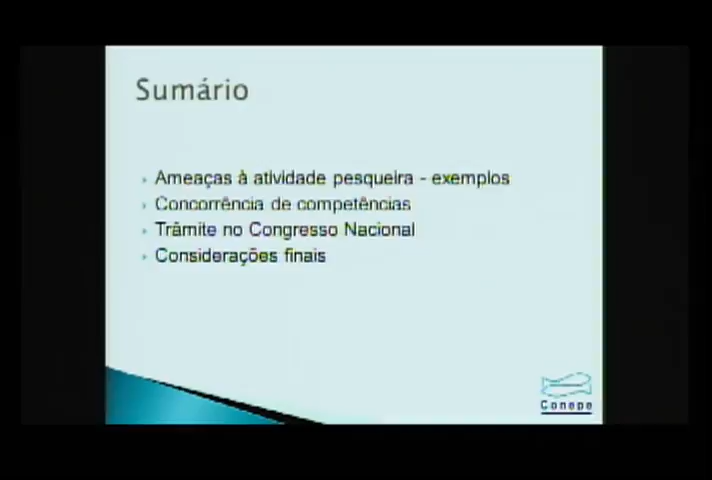 Sumário
Ameaças à atividade pesqueira - exemplos
Concorrência de competências
Trâmite no Congresso Nacional
Considerações finais
Conepe